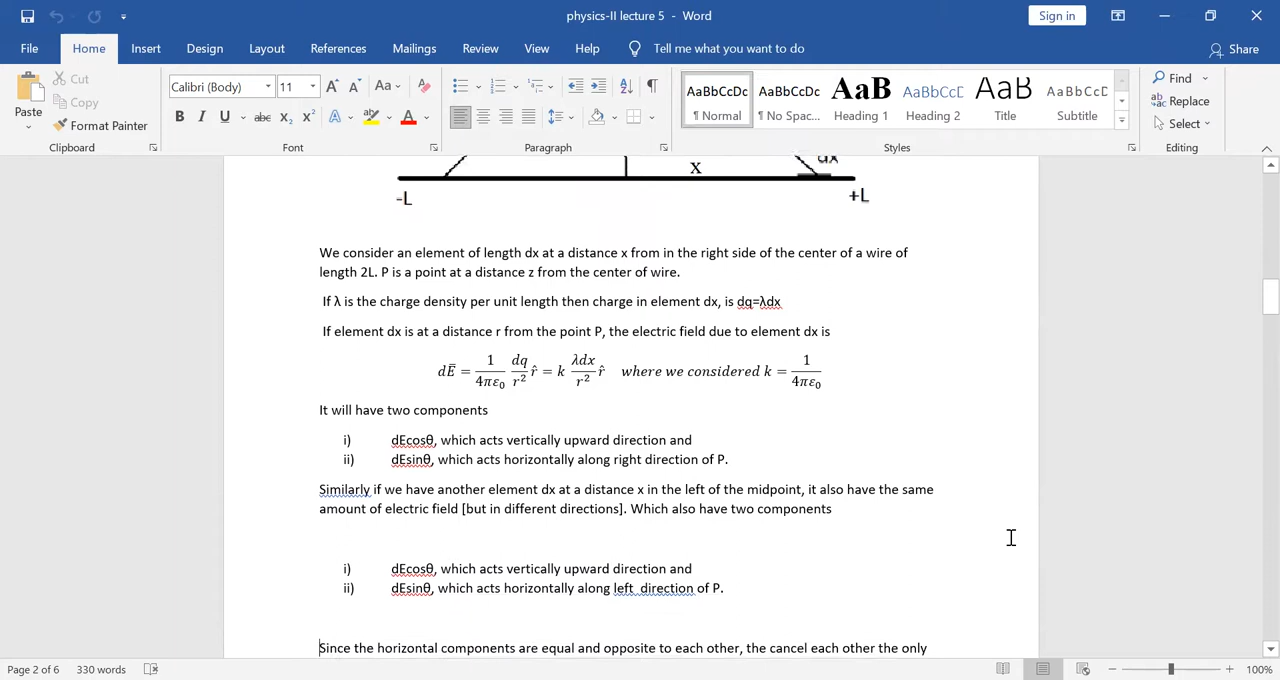 physics-II lecture 5 - Word
Sign in
File Home Insert Design Layout References Mailings Review View Help Tell me what you want to do Share
Paste
Cut
Copy
Format Painter
Clipboard
Calibri (Body) 11
Font
Paragraph
AaBbCcDc AaBbCcDc AaBb AaBbCcD AaB AaBbCcD
¶ Normal ¶ No Spac... Heading 1 Heading 2 Title Subtitle
Styles
Find
Replace
Select
Editing
dx
x
-L +L
We consider an element of length dx at a distance x from in the right side of the center of a wire of
length 2L. P is a point at a distance z from the center of wire.
If λ is the charge density per unit length then charge in element dx, is dq=λdx
If element dx is at a distance r from the point P, the electric field due to element dx is
dĒ = 1/4πε₀ dq/r² r̂ = k λdx/r² r̂ where we considered k = 1/4πε₀
It will have two components
i) dEcosθ, which acts vertically upward direction and
ii) dEsinθ, which acts horizontally along right direction of P.
Similarly if we have another element dx at a distance x in the left of the midpoint, it also have the same
amount of electric field [but in different directions]. Which also have two components
i) dEcosθ, which acts vertically upward direction and
ii) dEsinθ, which acts horizontally along left direction of P.
Since the horizontal components are equal and opposite to each other, the cancel each other the only
Page 2 of 6 330 words 100%